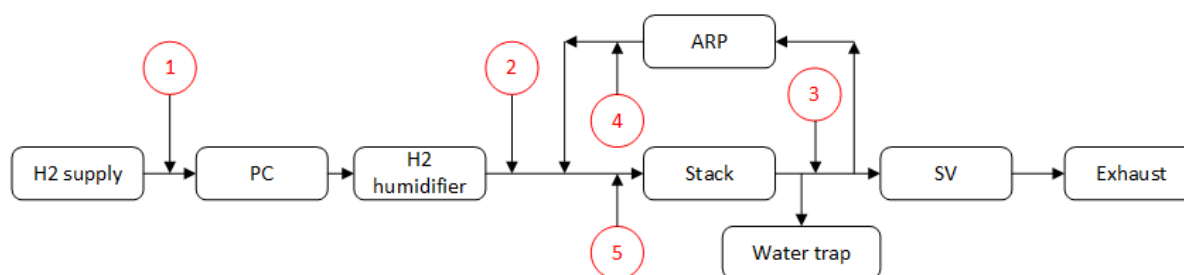 ARP
1
2
3
4
H2 supply
PC
H2
humidifier
Stack
SV
Exhaust
5
Water trap